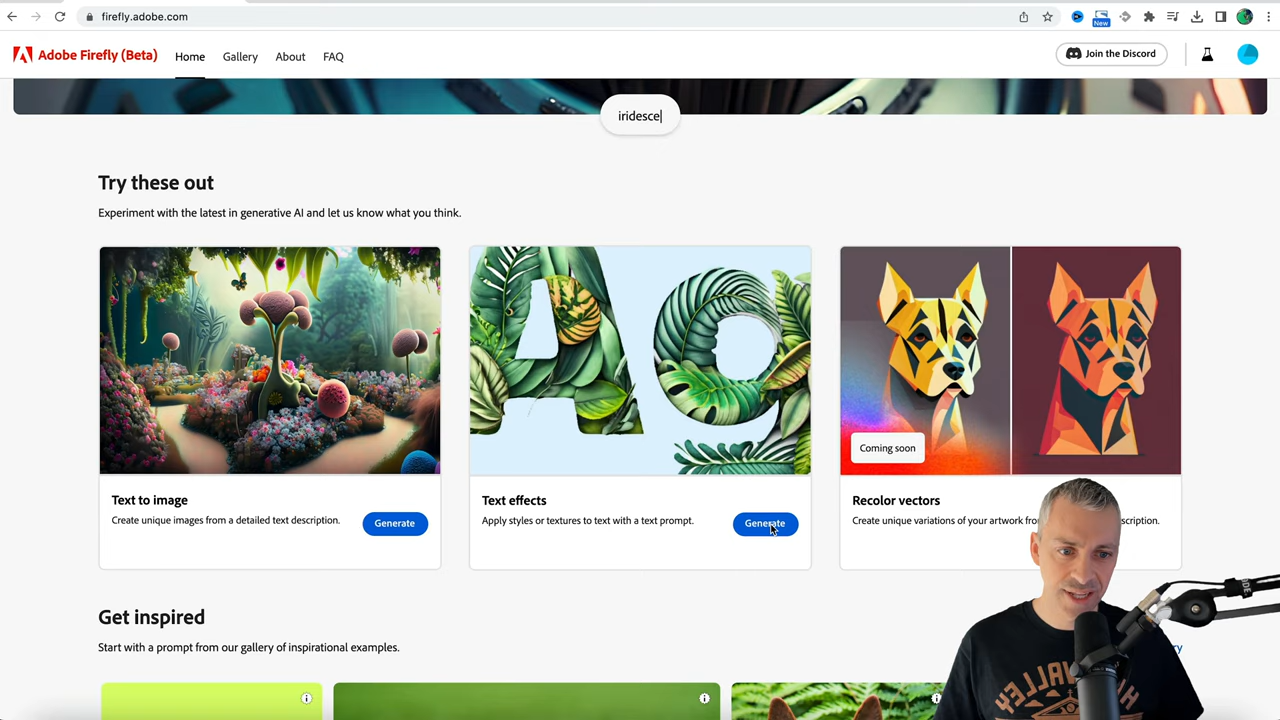 firefly.adobe.com
New
Adobe Firefly (Beta)
Home
Gallery
About
FAQ
Join the Discord
iridesce
Try these out
Experiment with the latest in generative AI and let us know what you think.
Ag
Coming soon
Text to image
Create unique images from a detailed text description.
Generate
Text effects
Apply styles or textures to text with a text prompt.
Generate
Recolor vectors
Create unique variations of your artwork
Get inspired
Start with a prompt from our gallery of inspirational examples.